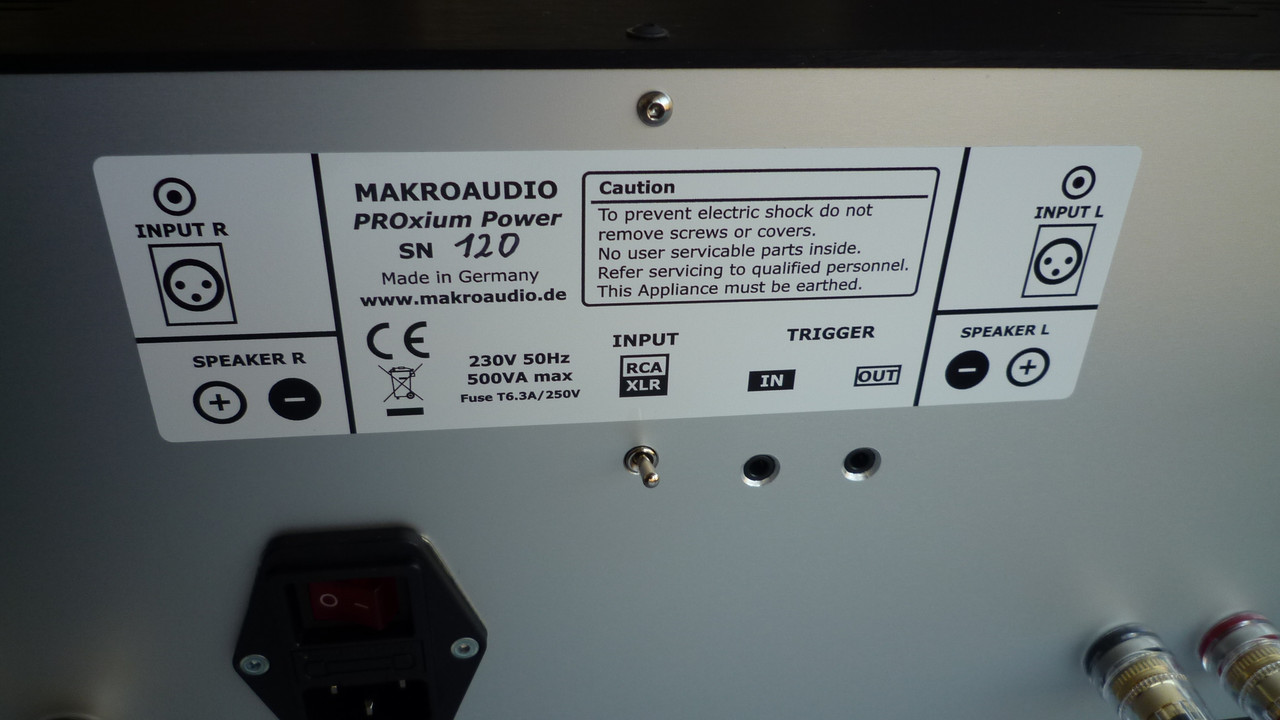 INPUT R
SPEAKER R
+ −
MAKROAUDIO
PROxium Power
SN 120
Made in Germany
www.makroaudio.de
CE
230V 50Hz
500VA max
Fuse T6.3A/250V
Caution
To prevent electric shock do not
remove screws or covers.
No user servicable parts inside.
Refer servicing to qualified personnel.
This Appliance must be earthed.
INPUT
RCA
XLR
TRIGGER
IN OUT
INPUT L
SPEAKER L
− +
O I